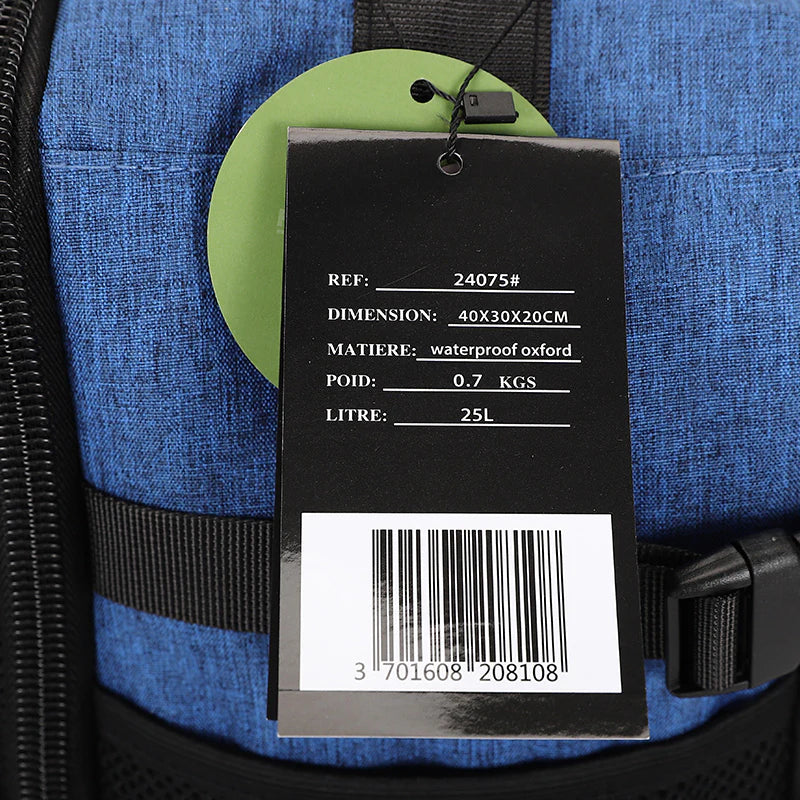 REF: 24075#
DIMENSION: 40X30X20CM
MATIERE: waterproof oxford
POID: 0.7 KGS
LITRE: 25L
3 701608 208108